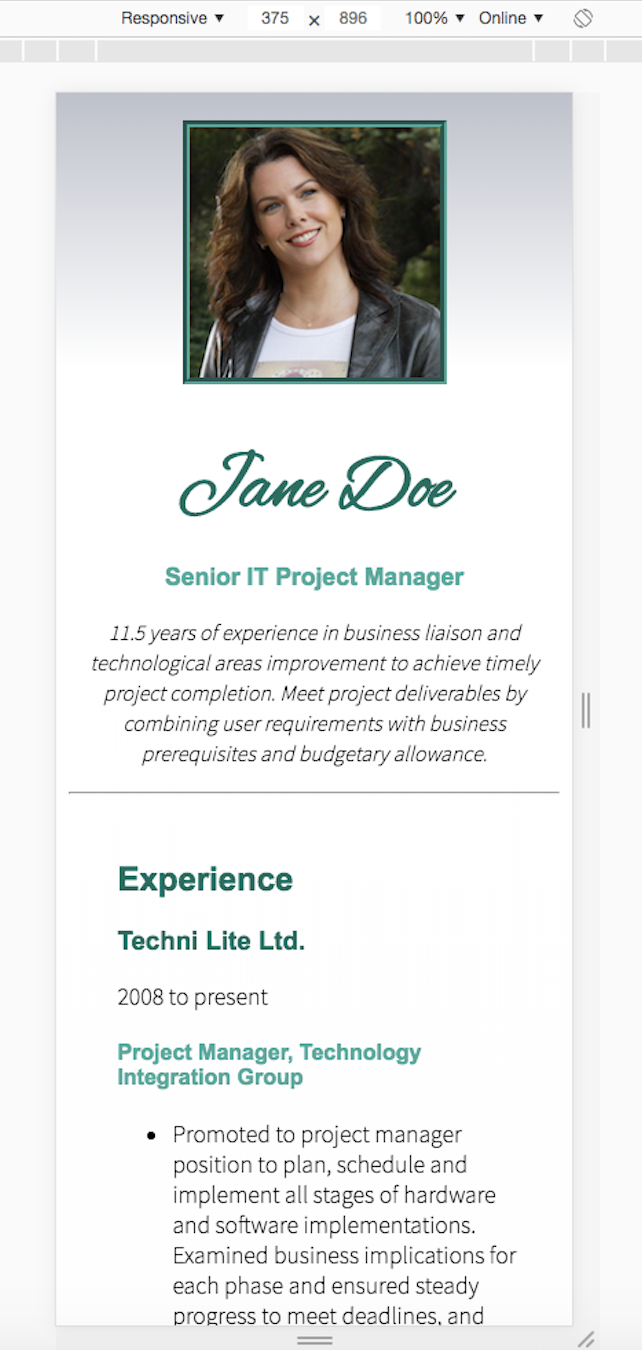 Responsive ▼ 375 x 896 100% ▼ Online ▼
Jane Doe
Senior IT Project Manager
11.5 years of experience in business liaison and
technological areas improvement to achieve timely
project completion. Meet project deliverables by
combining user requirements with business
prerequisites and budgetary allowance.
Experience
Techni Lite Ltd.
2008 to present
Project Manager, Technology
Integration Group
• Promoted to project manager
position to plan, schedule and
implement all stages of hardware
and software implementations.
Examined business implications for
each phase and ensured steady
progress to meet deadlines, and